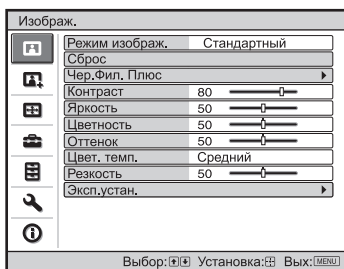 Изображ.
Режим изображ. Стандартный
Сброс
Чер.Фил. Плюс
Контраст 80
Яркость 50
Цветность 50
Оттенок 50
Цвет. темп. Средний
Резкость 50
Эксп.устан.
Выбор: Установка: Вых: MENU